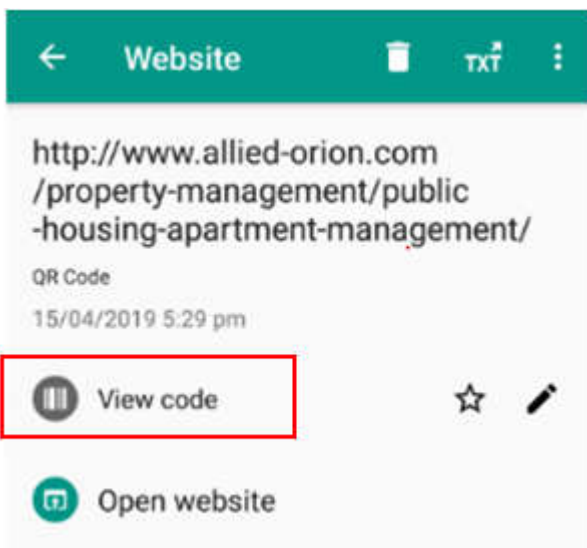 Website
TXT
http://www.allied-orion.com
/property-management/public
-housing-apartment-management/
QR Code
15/04/2019 5:29 pm
View code
Open website